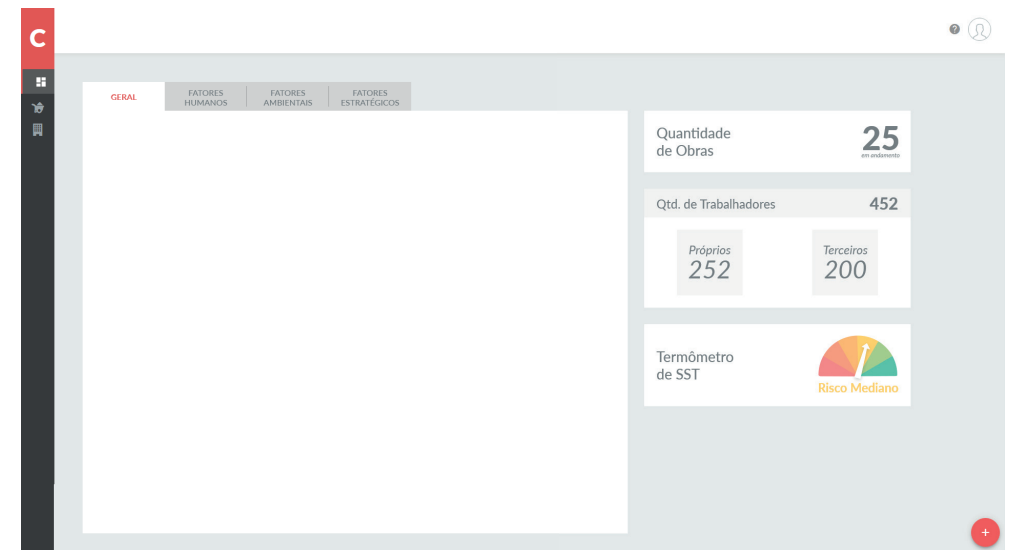 C
GERAL
FATORES
HUMANOS
FATORES
AMBIENTAIS
FATORES
ESTRATÉGICOS
Quantidade
de Obras
25
em andamento
Qtd. de Trabalhadores 452
Próprios
252
Terceiros
200
Termômetro
de SST
Risco Mediano
?
+